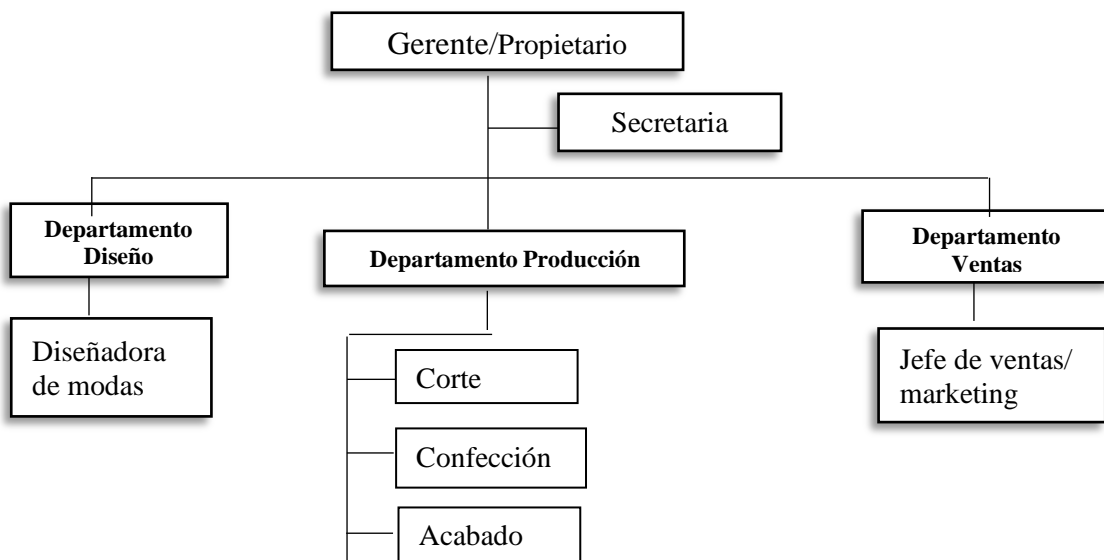 Gerente/Propietario
Secretaria
Departamento
Diseño
Departamento Producción
Departamento
Ventas
Diseñadora
de modas
Jefe de ventas/
marketing
Corte
Confección
Acabado